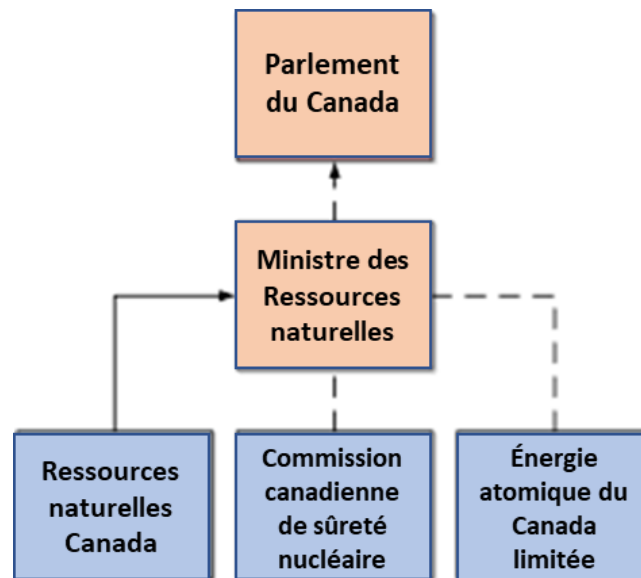 Parlement
du Canada
Ministre des
Ressources
naturelles
Ressources
naturelles
Canada
Commission
canadienne
de sûreté
nucléaire
Énergie
atomique du
Canada
limitée